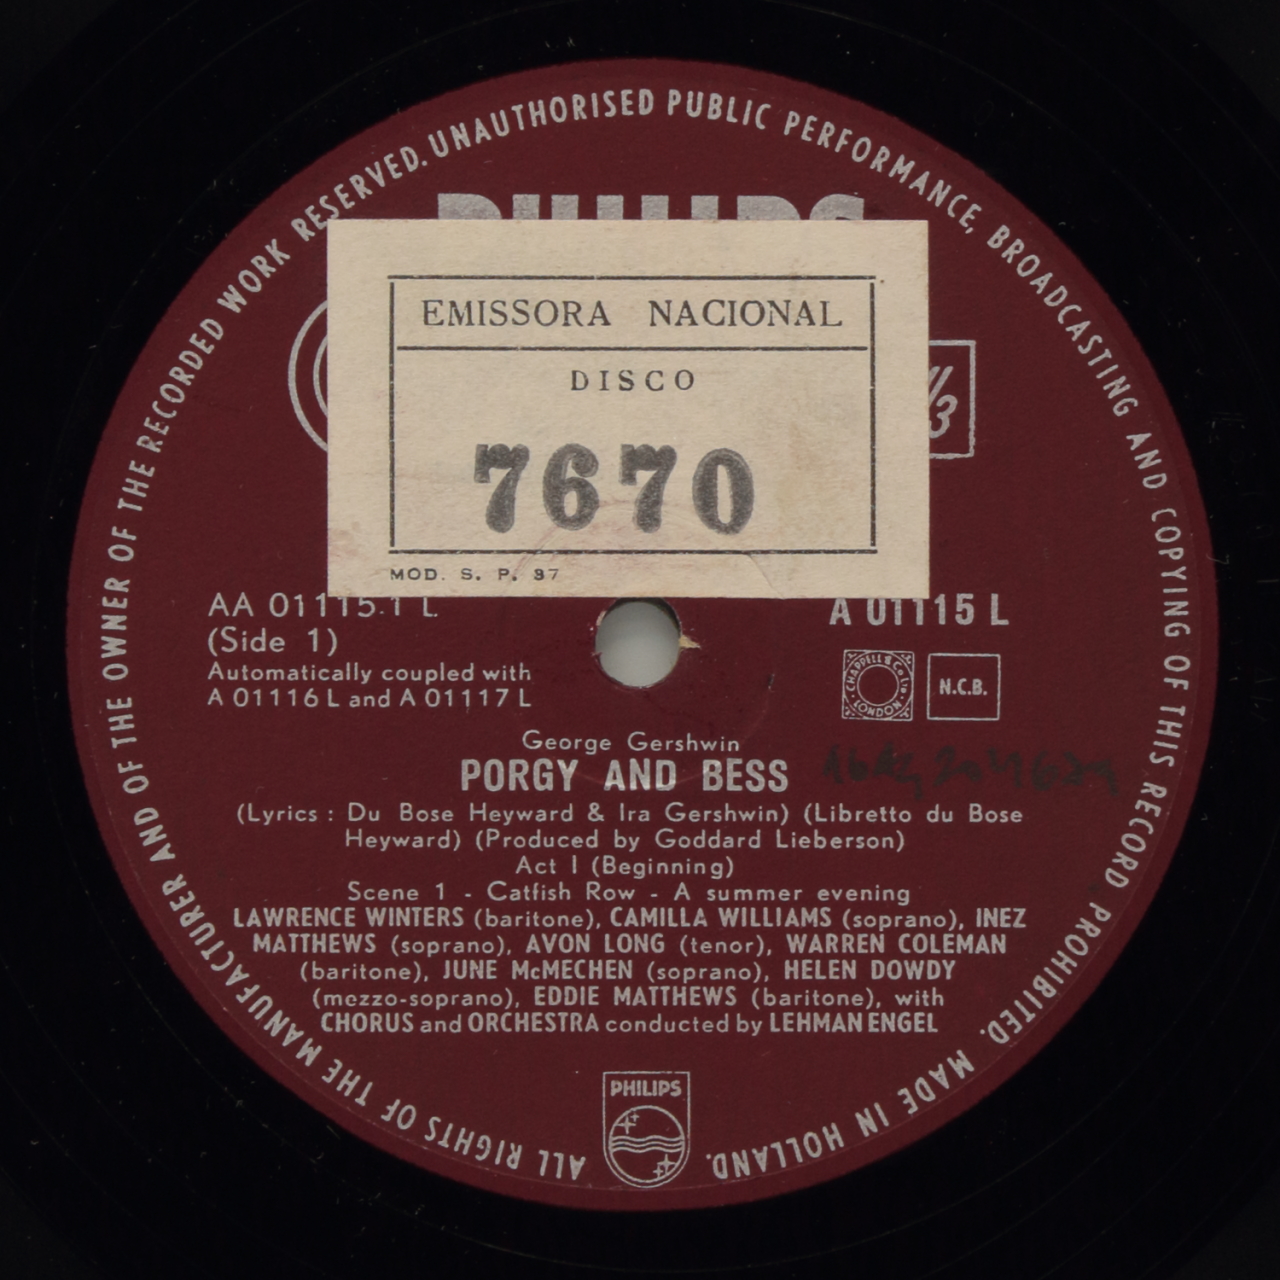 ALL RIGHTS OF THE MANUFACTURER AND OF THE OWNER OF THE RECORDED WORK RESERVED. UNAUTHORISED PUBLIC PERFORMANCE, BROADCASTING AND COPYING OF THIS RECORD PROHIBITED. MADE IN HOLLAND.
PHILIPS
EMISSORA NACIONAL
DISCO
7670
MOD. S. P. 37
AA 01115.1 L
A 01115 L
(Side 1)
Automatically coupled with
A 01116 L and A 01117 L
CHAPPELL & Co Ltd LONDON
N.C.B.
George Gershwin
PORGY AND BESS
(Lyrics : Du Bose Heyward & Ira Gershwin) (Libretto du Bose
Heyward) (Produced by Goddard Lieberson)
Act I (Beginning)
Scene 1 - Catfish Row - A summer evening
LAWRENCE WINTERS (baritone), CAMILLA WILLIAMS (soprano), INEZ
MATTHEWS (soprano), AVON LONG (tenor), WARREN COLEMAN
(baritone), JUNE McMECHEN (soprano), HELEN DOWDY
(mezzo-soprano), EDDIE MATTHEWS (baritone), with
CHORUS and ORCHESTRA conducted by LEHMAN ENGEL
PHILIPS